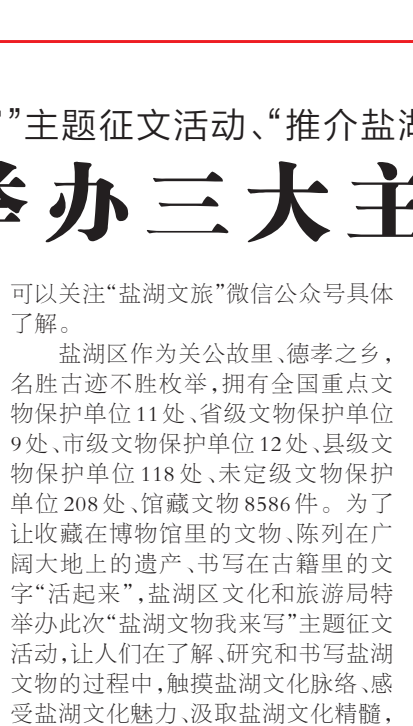 ”主题征文活动、“推介盐湖
举办三大主
可以关注“盐湖文旅”微信公众号具体
了解。
盐湖区作为关公故里、德孝之乡，
名胜古迹不胜枚举，拥有全国重点文
物保护单位11处、省级文物保护单位
9处、市级文物保护单位12处、县级文
物保护单位118处、未定级文物保护
单位208处、馆藏文物8586件。为了
让收藏在博物馆里的文物、陈列在广
阔大地上的遗产、书写在古籍里的文
字“活起来”，盐湖区文化和旅游局特
举办此次“盐湖文物我来写”主题征文
活动，让人们在了解、研究和书写盐湖
文物的过程中，触摸盐湖文化脉络、感
受盐湖文化魅力、汲取盐湖文化精髓，